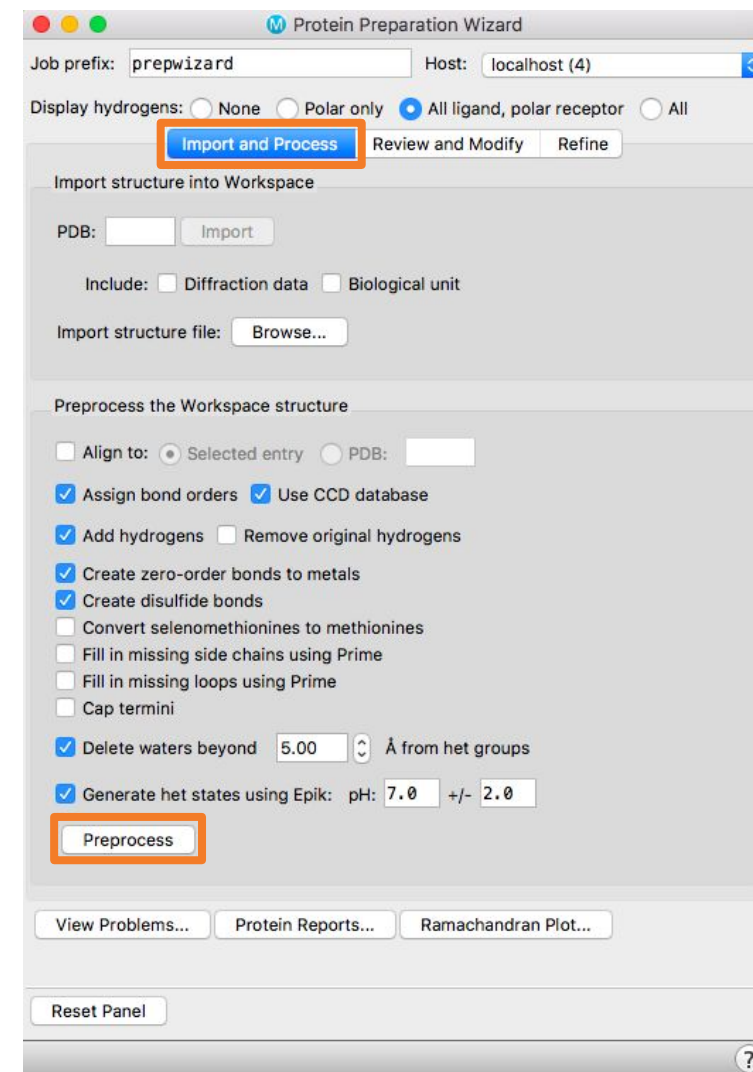 Protein Preparation Wizard
Job prefix: prepwizard Host: localhost (4)
Display hydrogens: None Polar only All ligand, polar receptor All
Import and Process Review and Modify Refine
Import structure into Workspace
PDB: Import
Include: Diffraction data Biological unit
Import structure file: Browse...
Preprocess the Workspace structure
Align to: Selected entry PDB:
Assign bond orders Use CCD database
Add hydrogens Remove original hydrogens
Create zero-order bonds to metals
Create disulfide bonds
Convert selenomethionines to methionines
Fill in missing side chains using Prime
Fill in missing loops using Prime
Cap termini
Delete waters beyond 5.00 Å from het groups
Generate het states using Epik: pH: 7.0 +/- 2.0
Preprocess
View Problems... Protein Reports... Ramachandran Plot...
Reset Panel
?